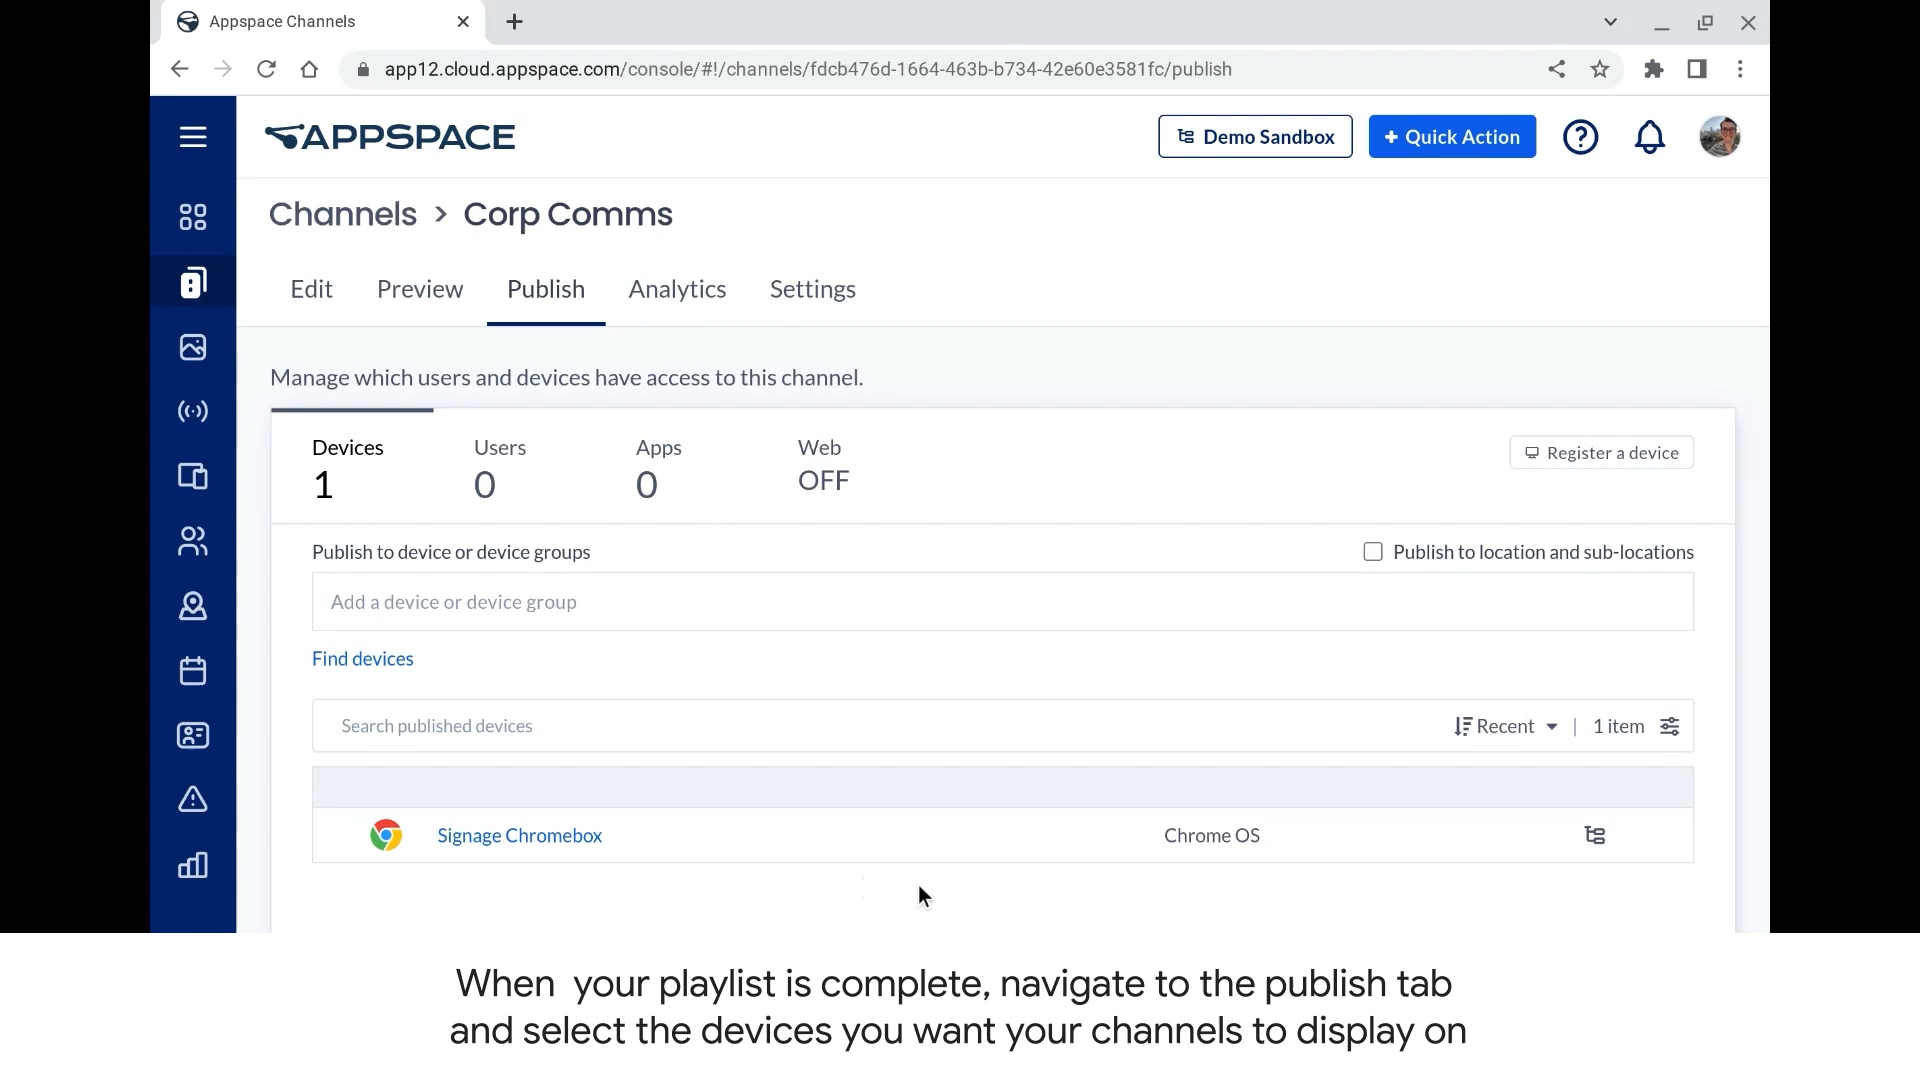 Appspace Channels
app12.cloud.appspace.com/console/#!/channels/fdcb476d-1664-463b-b734-42e60e3581fc/publish
APPSPACE
Demo Sandbox
+ Quick Action
Channels > Corp Comms
Edit Preview Publish Analytics Settings
Manage which users and devices have access to this channel.
Devices Users Apps Web
1 0 0 OFF
Register a device
Publish to device or device groups
Publish to location and sub-locations
Add a device or device group
Find devices
Search published devices
Recent | 1 item
Signage Chromebox Chrome OS
When your playlist is complete, navigate to the publish tab
and select the devices you want your channels to display on